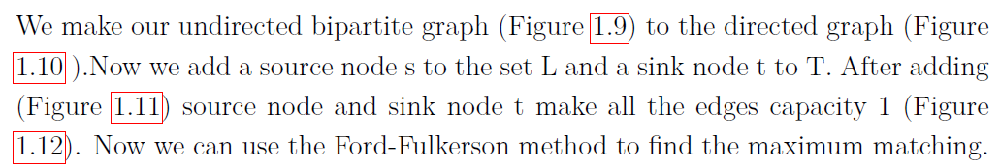 We make our undirected bipartite graph (Figure 1.9) to the directed graph (Figure
1.10 ).Now we add a source node s to the set L and a sink node t to T. After adding
(Figure 1.11) source node and sink node t make all the edges capacity 1 (Figure
1.12). Now we can use the Ford-Fulkerson method to find the maximum matching.